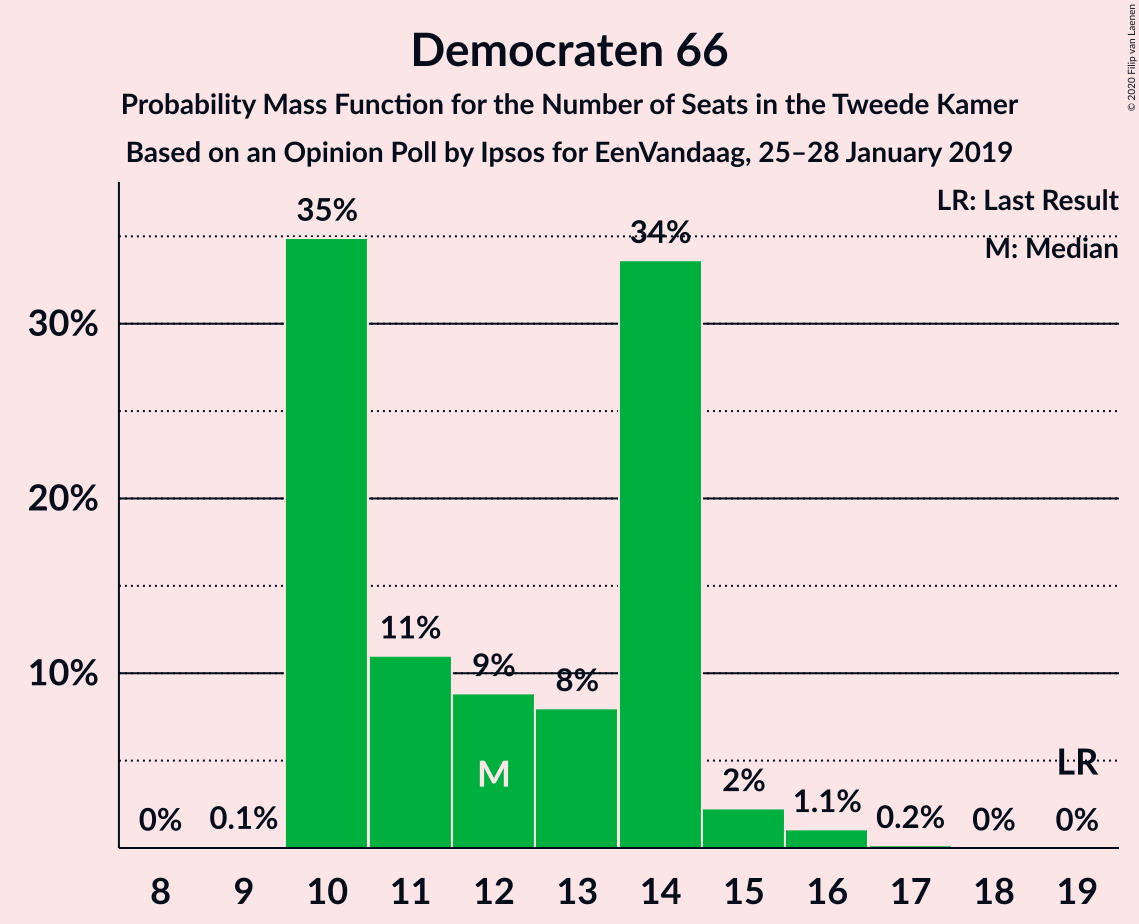 Democraten 66
Probability Mass Function for the Number of Seats in the Tweede Kamer
Based on an Opinion Poll by Ipsos for EenVandaag, 25–28 January 2019
© 2020 Filip van Laenen
LR: Last Result
M: Median
35%
34%
30%
20%
11%
9%
8%
10%
M
LR
0%
0.1%
2%
1.1%
0.2%
0%
0%
8 9 10 11 12 13 14 15 16 17 18 19